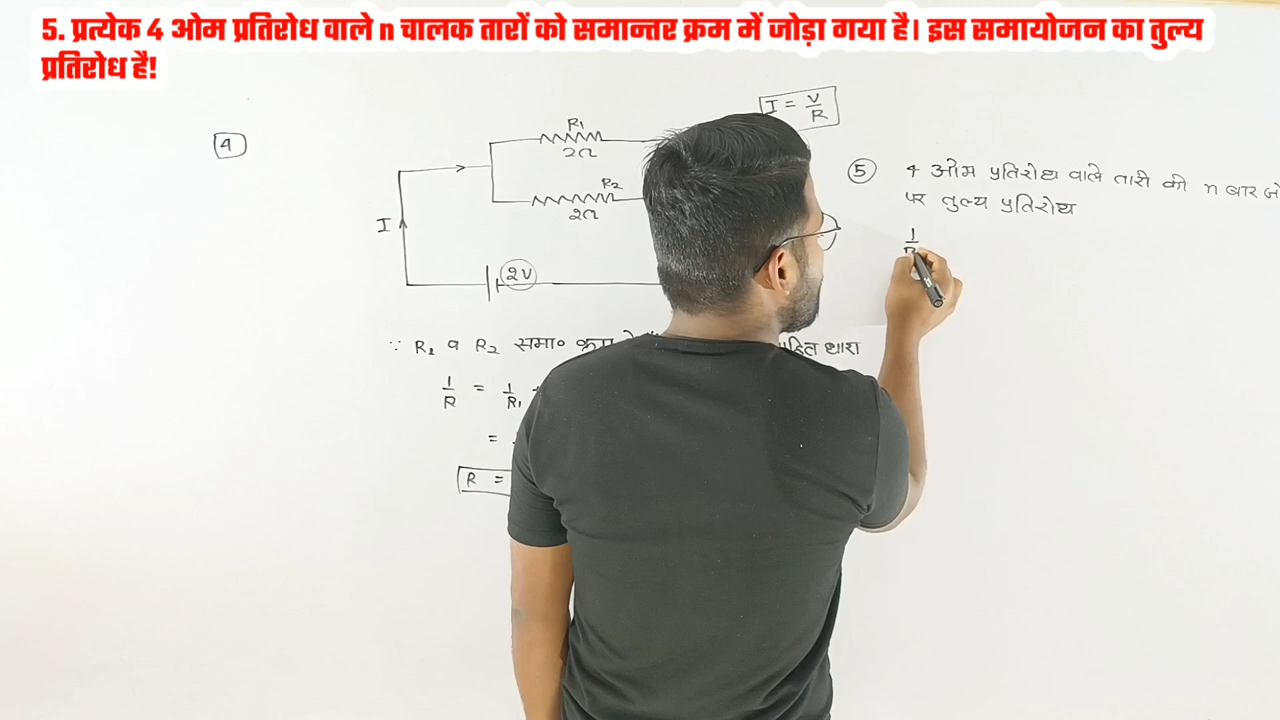 5. प्रत्येक 4 ओम प्रतिरोध वाले n चालक तारों को समान्तर क्रम में जोड़ा गया है। इस समायोजन का तुल्य
प्रतिरोध है!
4
R1
2Ω
R2
2Ω
I
2V
I = V/R
∵ R1 व R2 समा० क्रम धारा
1/R = 1/R1
=
R =
5
4 ओम प्रतिरोध वाले तारों को n बार
पर तुल्य प्रतिरोध
1